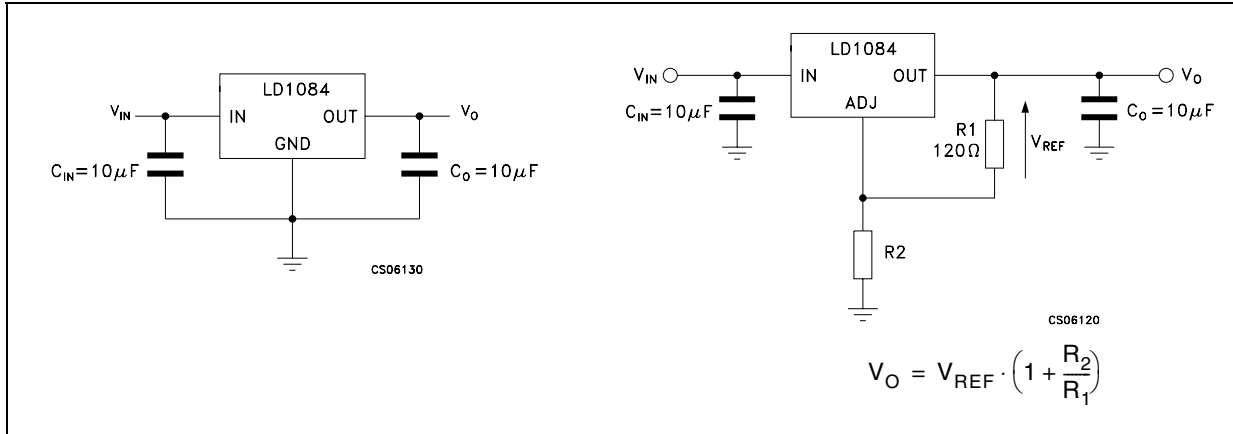 LD1084
V_IN
IN
OUT
V_O
GND
C_IN=10μF
C_O=10μF
CS06130
LD1084
V_IN
IN
OUT
V_O
ADJ
C_IN=10μF
R1
120Ω
V_REF
C_O=10μF
R2
CS06120
V_O = V_REF · (1 + R_2/R_1)